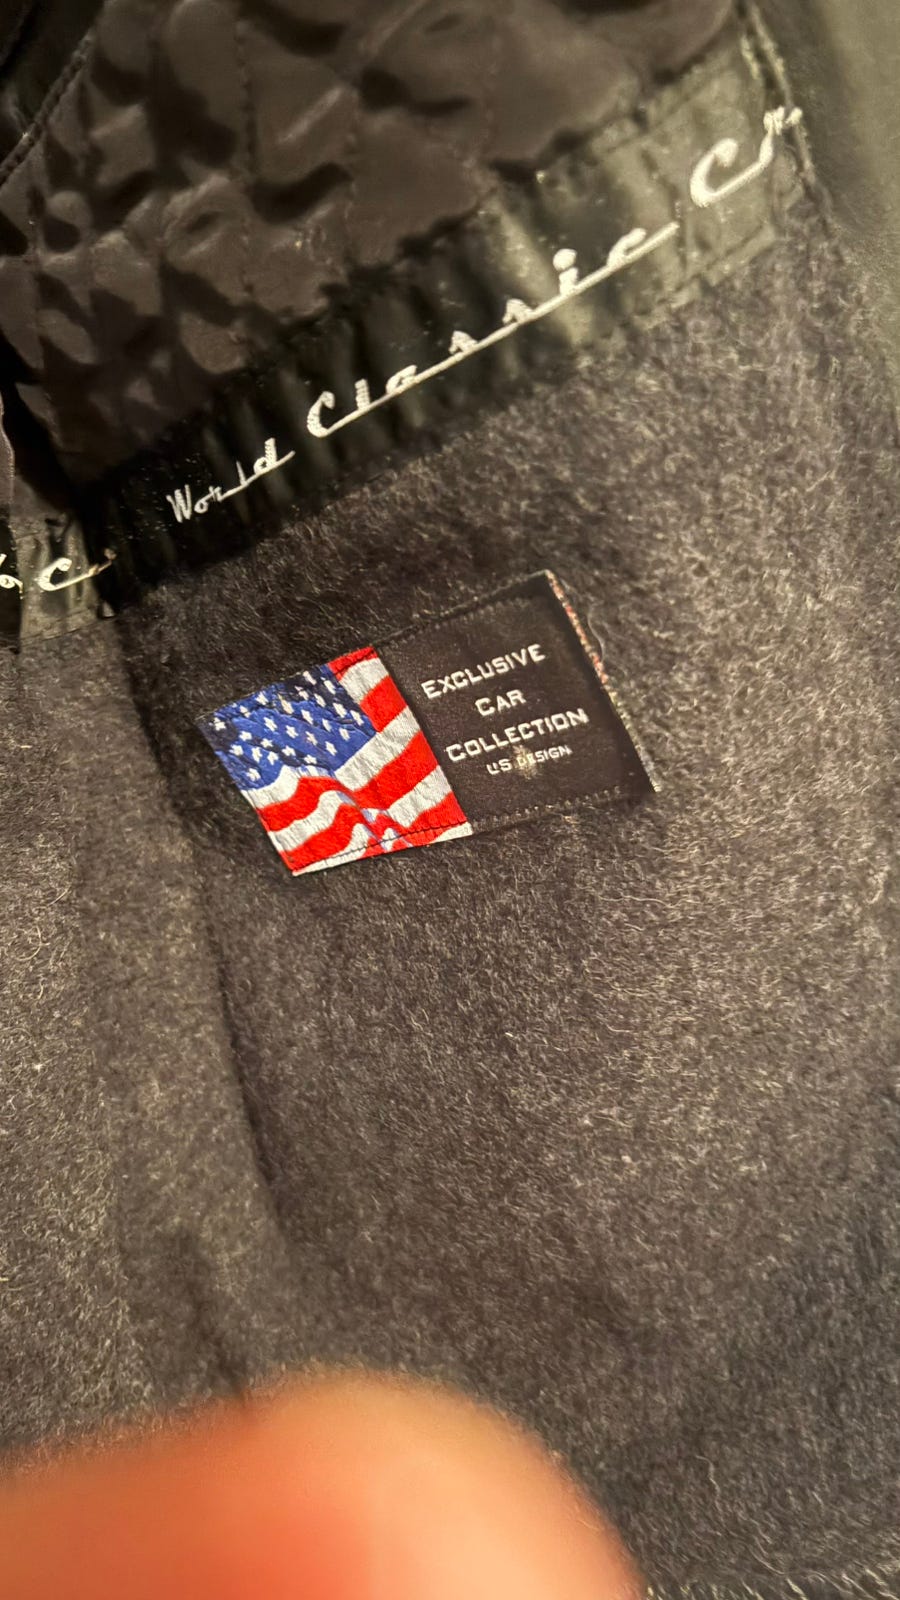 World Classic
Exclusive
Car
Collection
US Design